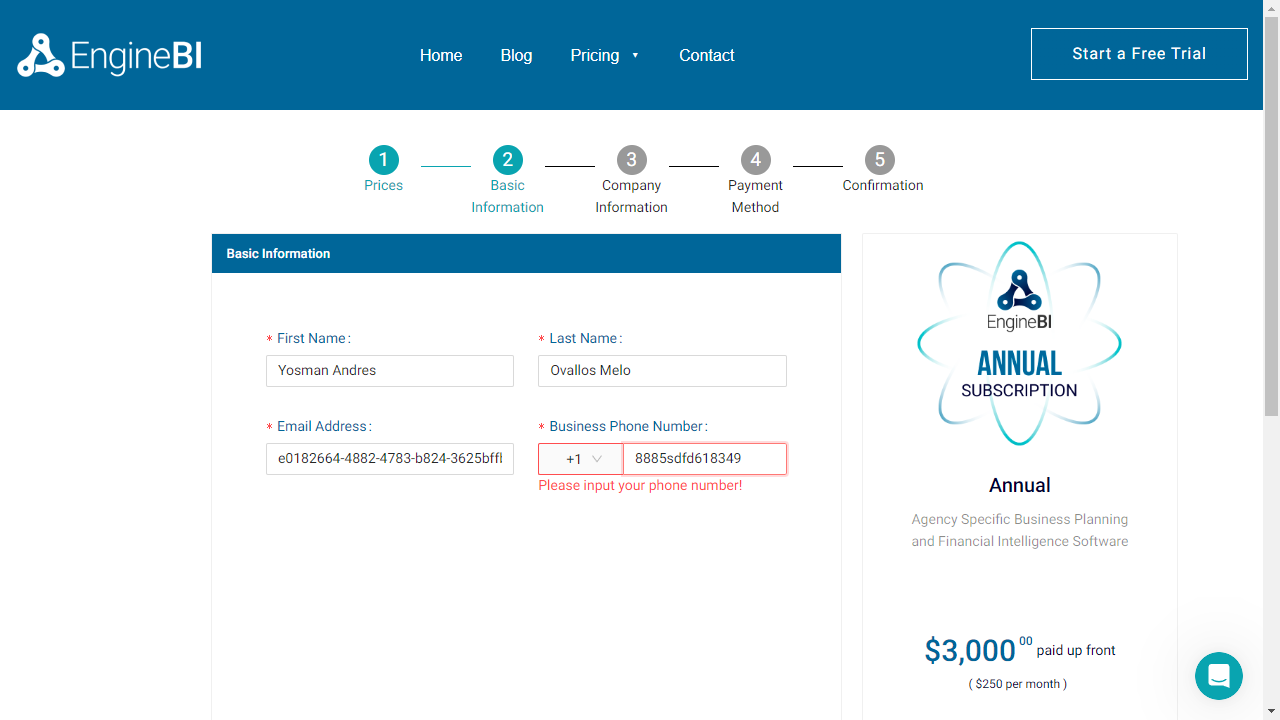 EngineBI
Home Blog Pricing Contact
Start a Free Trial
1 2 3 4 5
Prices Basic Information Company Information Payment Method Confirmation
Basic Information
* First Name: * Last Name:
Yosman Andres Ovallos Melo
* Email Address: * Business Phone Number:
e0182664-4882-4783-b824-3625bff +1 8885sdfd618349
Please input your phone number!
EngineBI
ANNUAL
SUBSCRIPTION
Annual
Agency Specific Business Planning
and Financial Intelligence Software
$3,000 00 paid up front
( $250 per month )